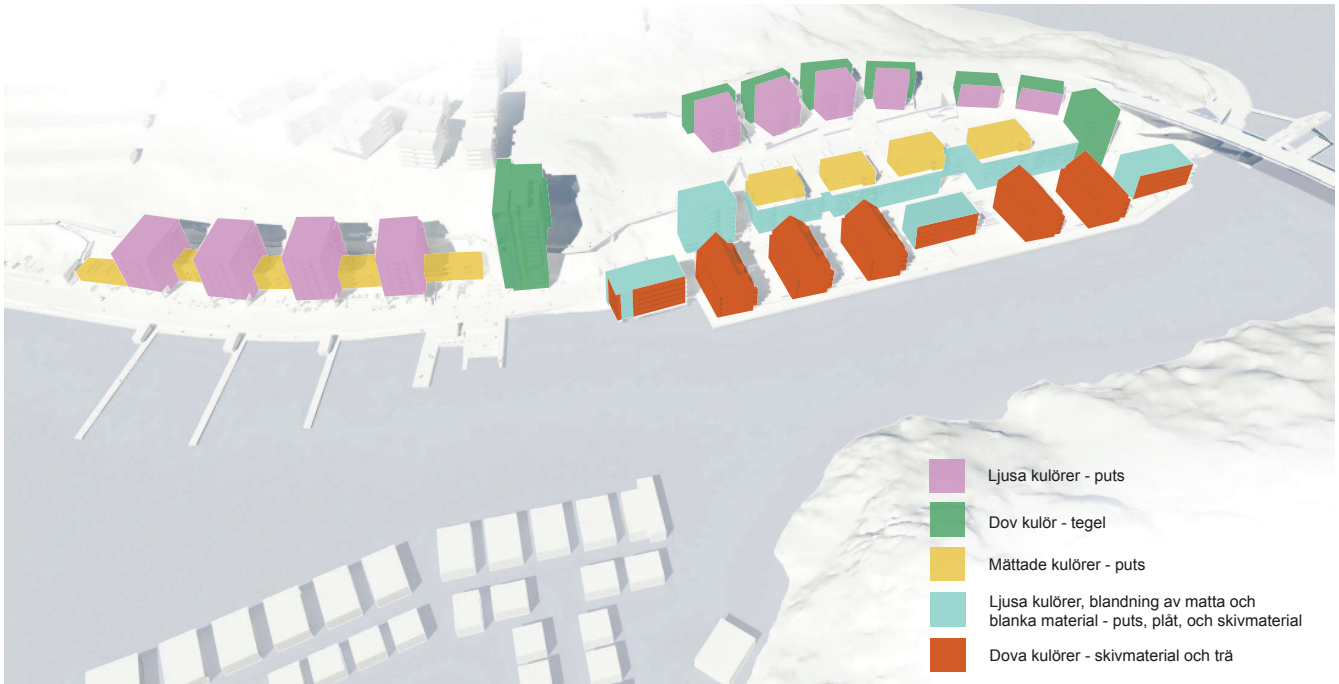 Ljusa kulörer - puts
Dov kulör - tegel
Mättade kulörer - puts
Ljusa kulörer, blandning av matta och
blanka material - puts, plåt, och skivmaterial
Dova kulörer - skivmaterial och trä